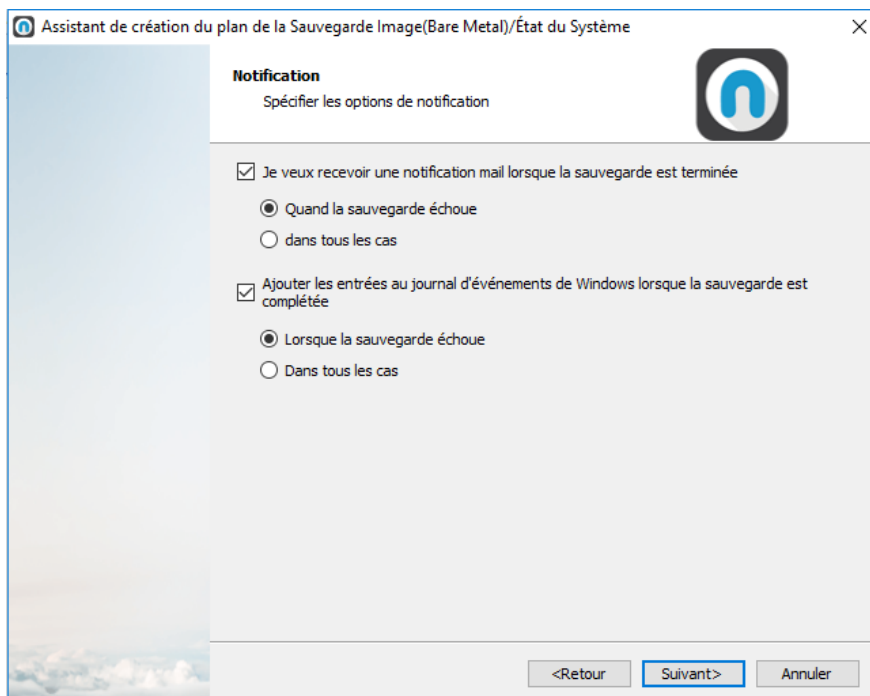 Assistant de création du plan de la Sauvegarde Image(Bare Metal)/État du Système
Notification
Spécifier les options de notification
Je veux recevoir une notification mail lorsque la sauvegarde est terminée
Quand la sauvegarde échoue
dans tous les cas
Ajouter les entrées au journal d'événements de Windows lorsque la sauvegarde est
complétée
Lorsque la sauvegarde échoue
Dans tous les cas
<Retour
Suivant>
Annuler